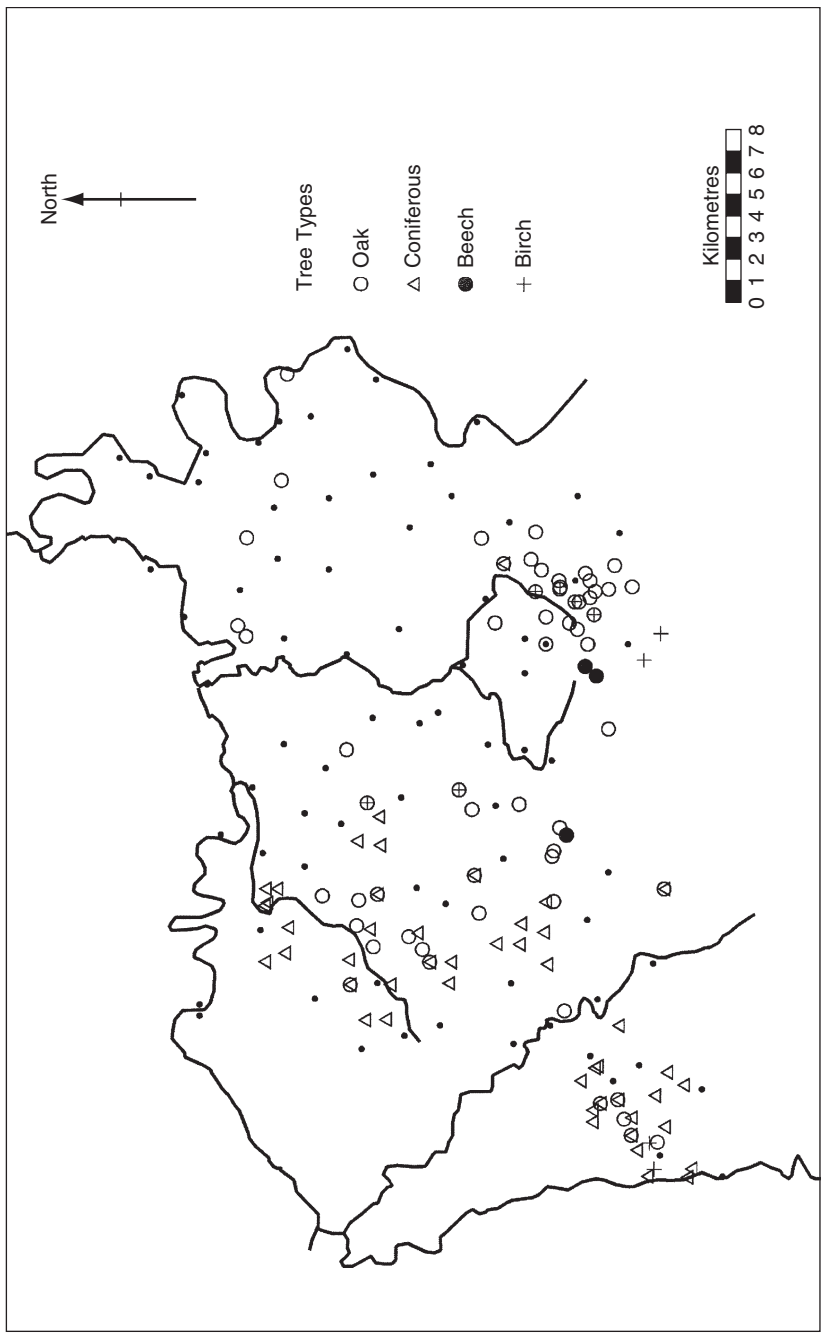 North
Tree Types
Oak
Coniferous
Beech
Birch
Kilometres
0 1 2 3 4 5 6 7 8